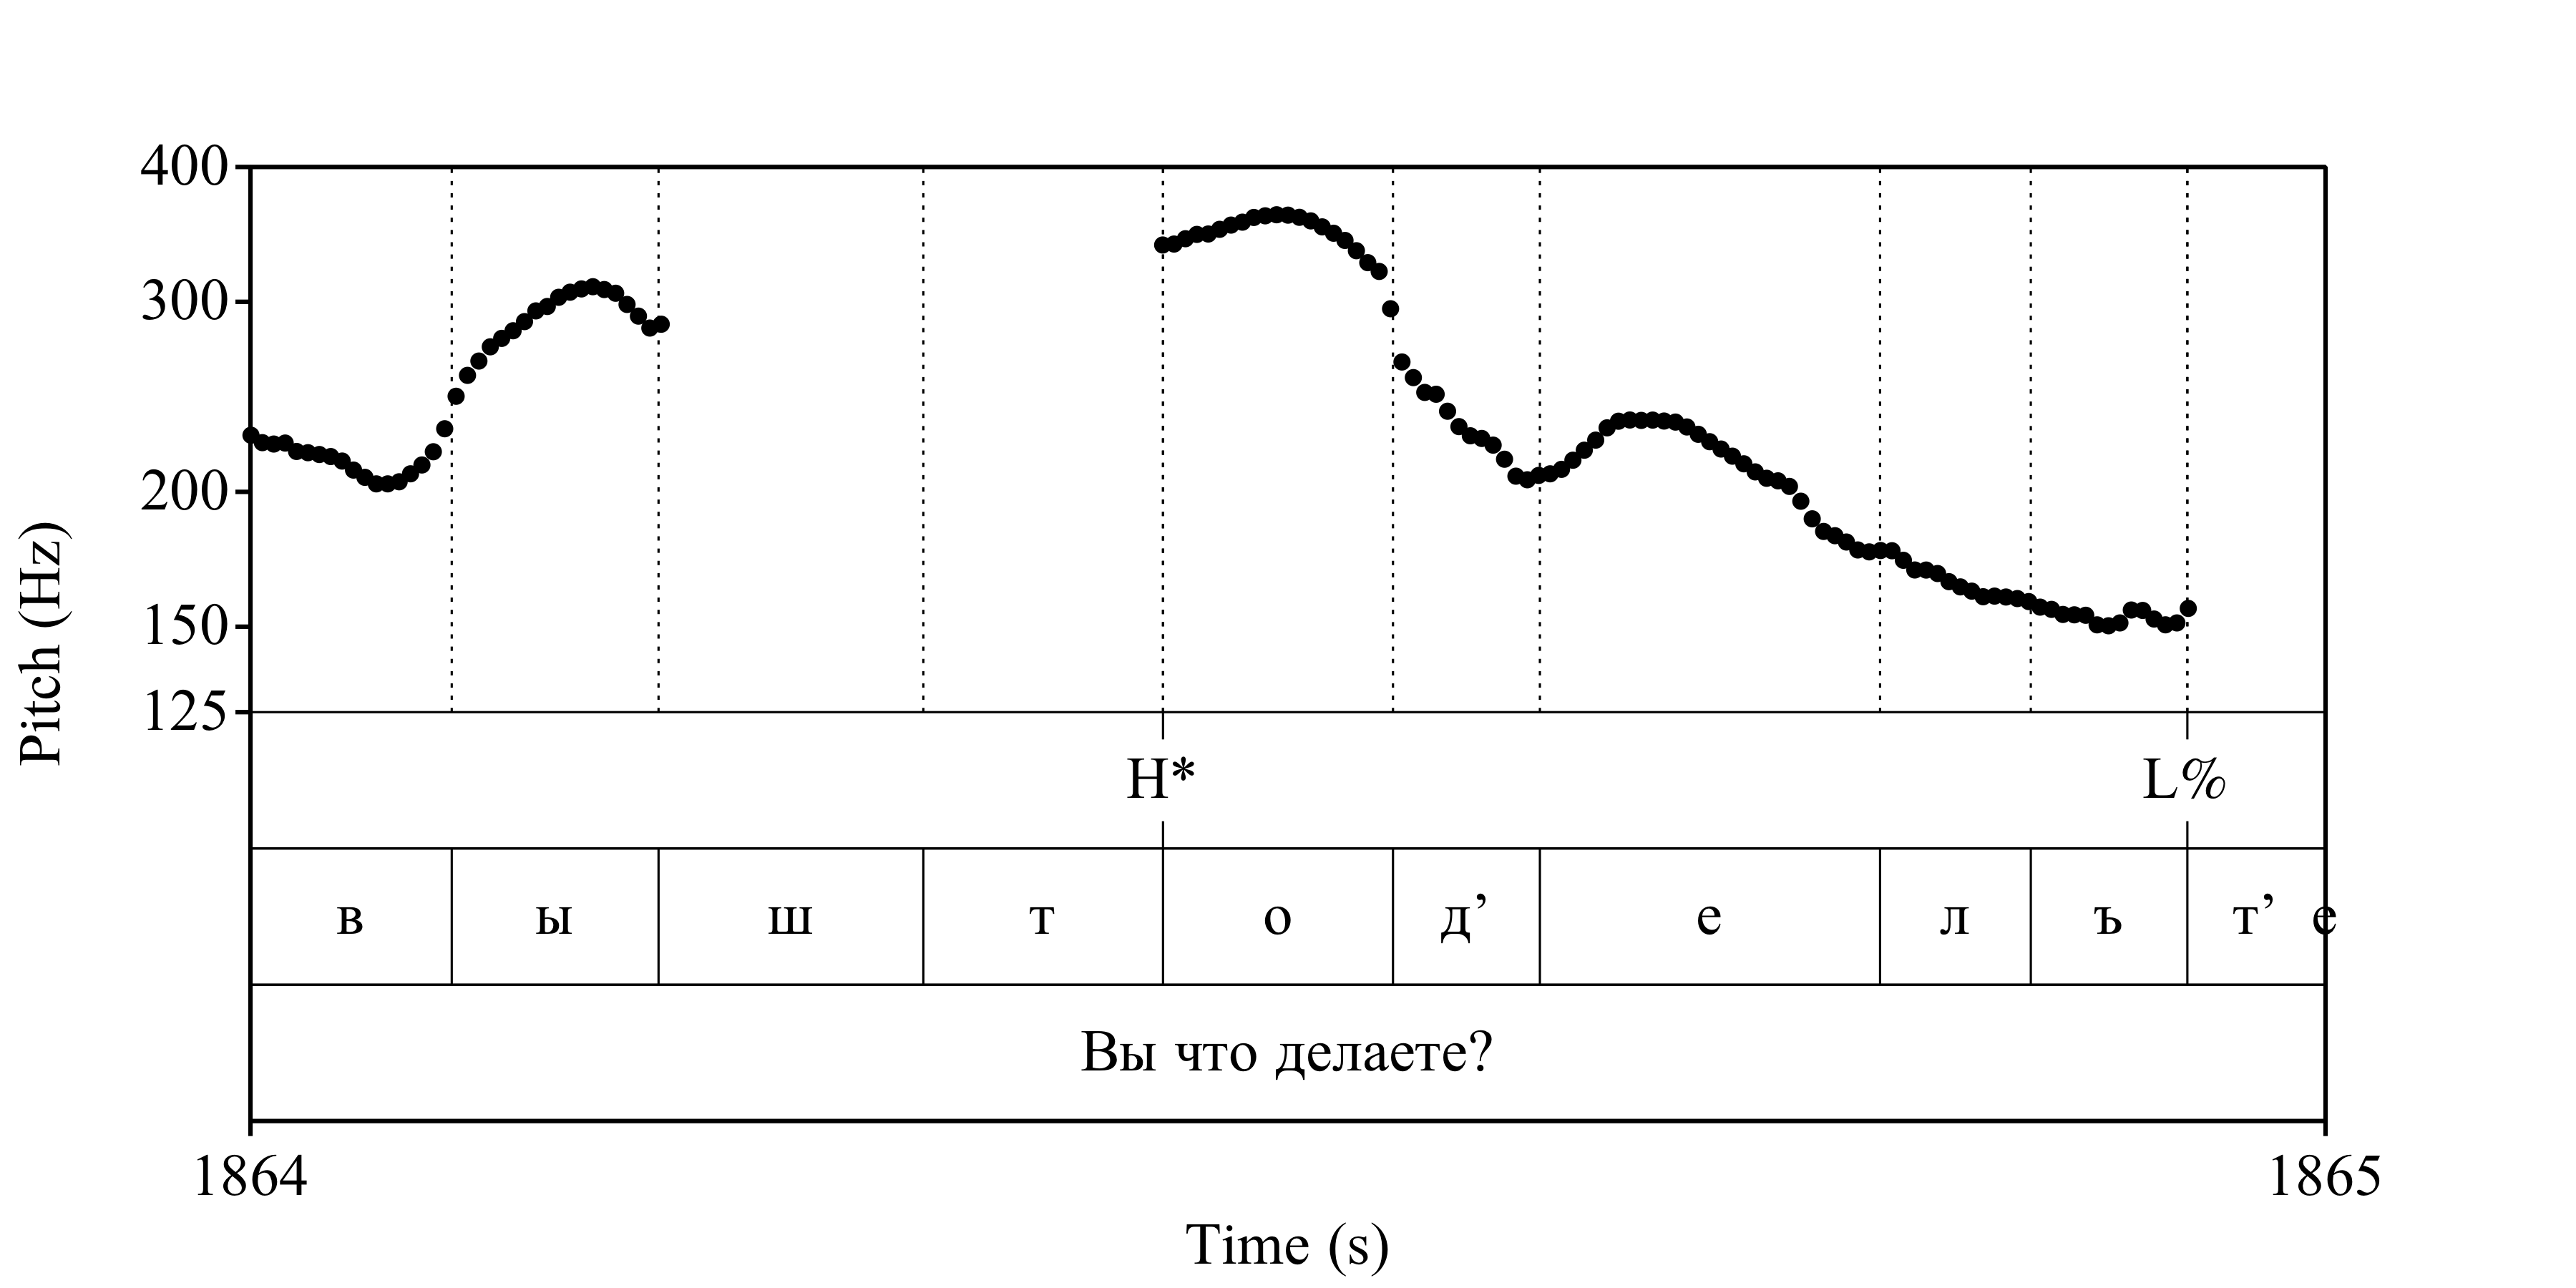 400
300
200
150
125
Pitch (Hz)
H* L%
в ы ш т о д’ е л ъ т’ е
Вы что делаете?
1864 1865
Time (s)